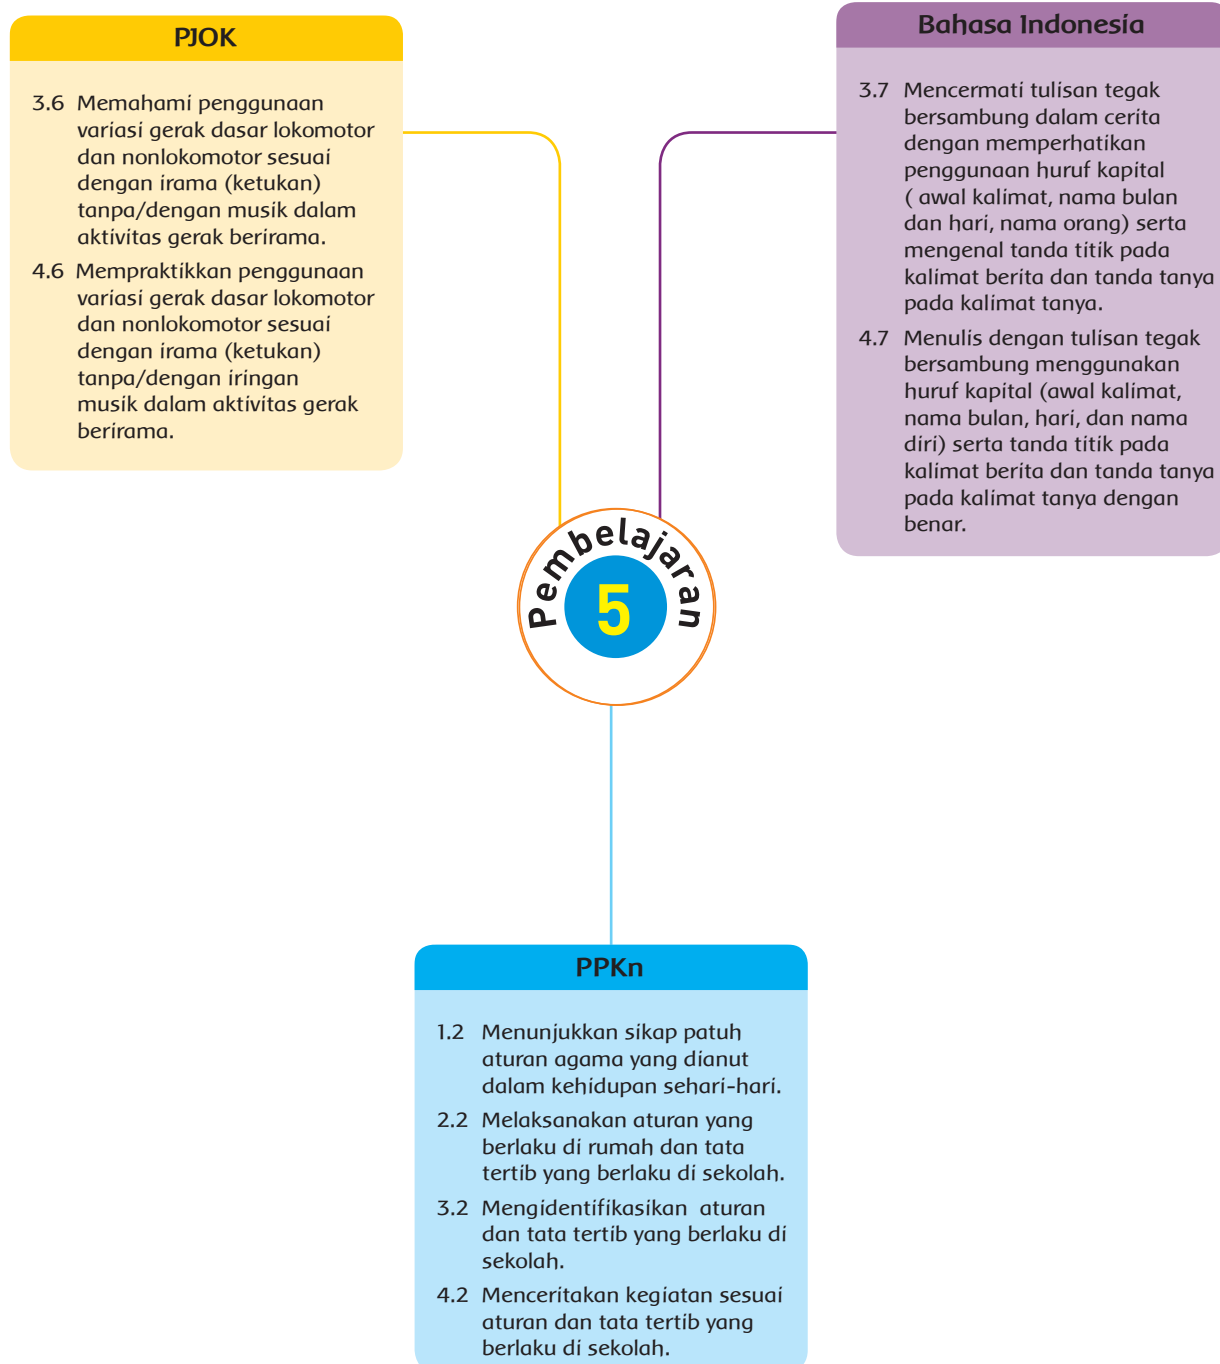 PJOK
3.6 Memahami penggunaan
variasi gerak dasar lokomotor
dan nonlokomotor sesuai
dengan irama (ketukan)
tanpa/dengan musik dalam
aktivitas gerak berirama.
4.6 Mempraktikkan penggunaan
variasi gerak dasar lokomotor
dan nonlokomotor sesuai
dengan irama (ketukan)
tanpa/dengan iringan
musik dalam aktivitas gerak
berirama.
Bahasa Indonesia
3.7 Mencermati tulisan tegak
bersambung dalam cerita
dengan memperhatikan
penggunaan huruf kapital
( awal kalimat, nama bulan
dan hari, nama orang) serta
mengenal tanda titik pada
kalimat berita dan tanda tanya
pada kalimat tanya.
4.7 Menulis dengan tulisan tegak
bersambung menggunakan
huruf kapital (awal kalimat,
nama bulan, hari, dan nama
diri) serta tanda titik pada
kalimat berita dan tanda tanya
pada kalimat tanya dengan
benar.
Pembelajaran
5
PPKn
1.2 Menunjukkan sikap patuh
aturan agama yang dianut
dalam kehidupan sehari-hari.
2.2 Melaksanakan aturan yang
berlaku di rumah dan tata
tertib yang berlaku di sekolah.
3.2 Mengidentifikasikan aturan
dan tata tertib yang berlaku di
sekolah.
4.2 Menceritakan kegiatan sesuai
aturan dan tata tertib yang
berlaku di sekolah.